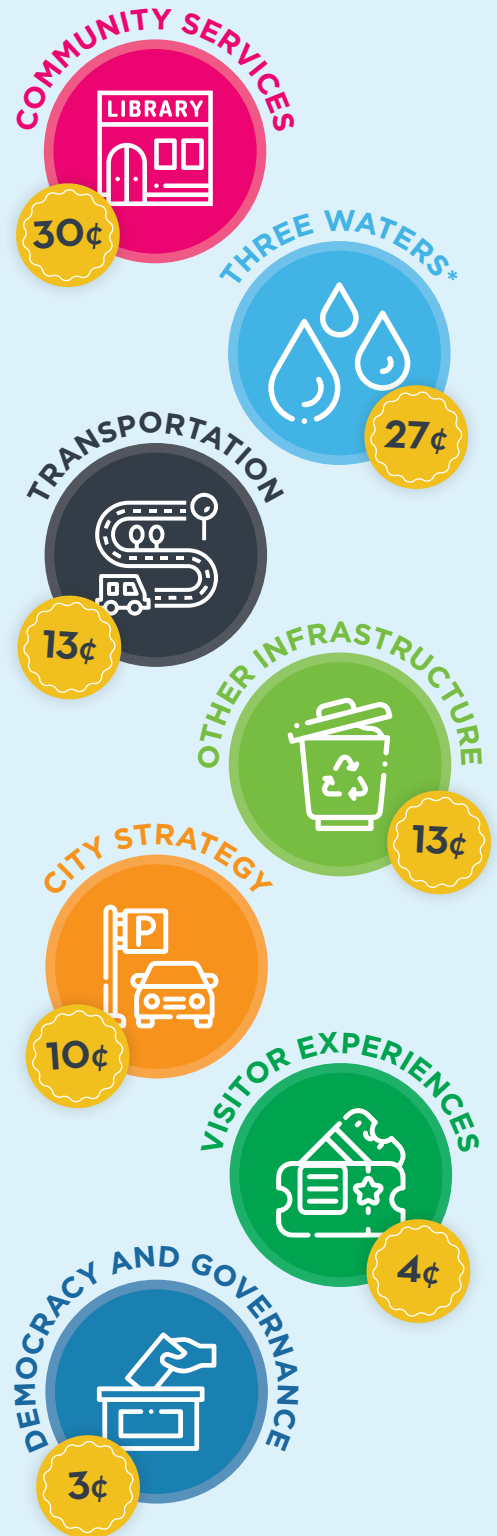 COMMUNITY SERVICES
LIBRARY
30¢
THREE WATERS*
27¢
TRANSPORTATION
13¢
OTHER INFRASTRUCTURE
13¢
CITY STRATEGY
P
10¢
VISITOR EXPERIENCES
4¢
DEMOCRACY AND GOVERNANCE
3¢